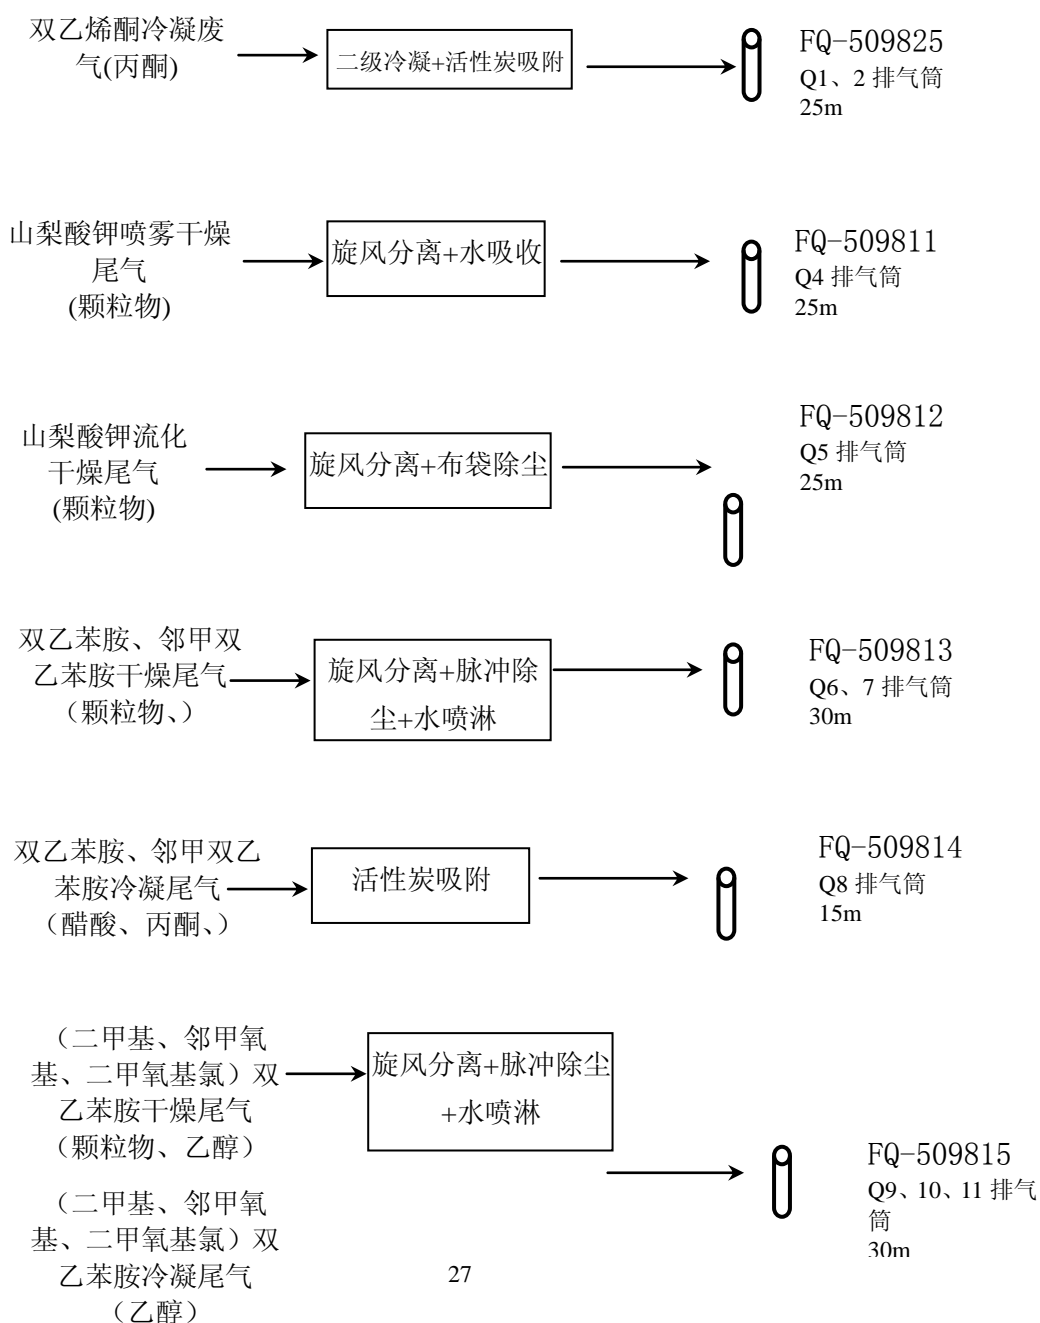 双乙烯酮冷凝废
气(丙酮)
二级冷凝+活性炭吸附
FQ-509825
Q1、2 排气筒
25m
山梨酸钾喷雾干燥
尾气
(颗粒物)
旋风分离+水吸收
FQ-509811
Q4 排气筒
25m
山梨酸钾流化
干燥尾气
(颗粒物)
旋风分离+布袋除尘
FQ-509812
Q5 排气筒
25m
双乙苯胺、邻甲双
乙苯胺干燥尾气
（颗粒物、）
旋风分离+脉冲除
尘+水喷淋
FQ-509813
Q6、7 排气筒
30m
双乙苯胺、邻甲双乙
苯胺冷凝尾气
（醋酸、丙酮、）
活性炭吸附
FQ-509814
Q8 排气筒
15m
（二甲基、邻甲氧
基、二甲氧基氯）双
乙苯胺干燥尾气
（颗粒物、乙醇）
旋风分离+脉冲除尘
+水喷淋
FQ-509815
Q9、10、11 排气
筒
30m
（二甲基、邻甲氧
基、二甲氧基氯）双
乙苯胺冷凝尾气
（乙醇）
27